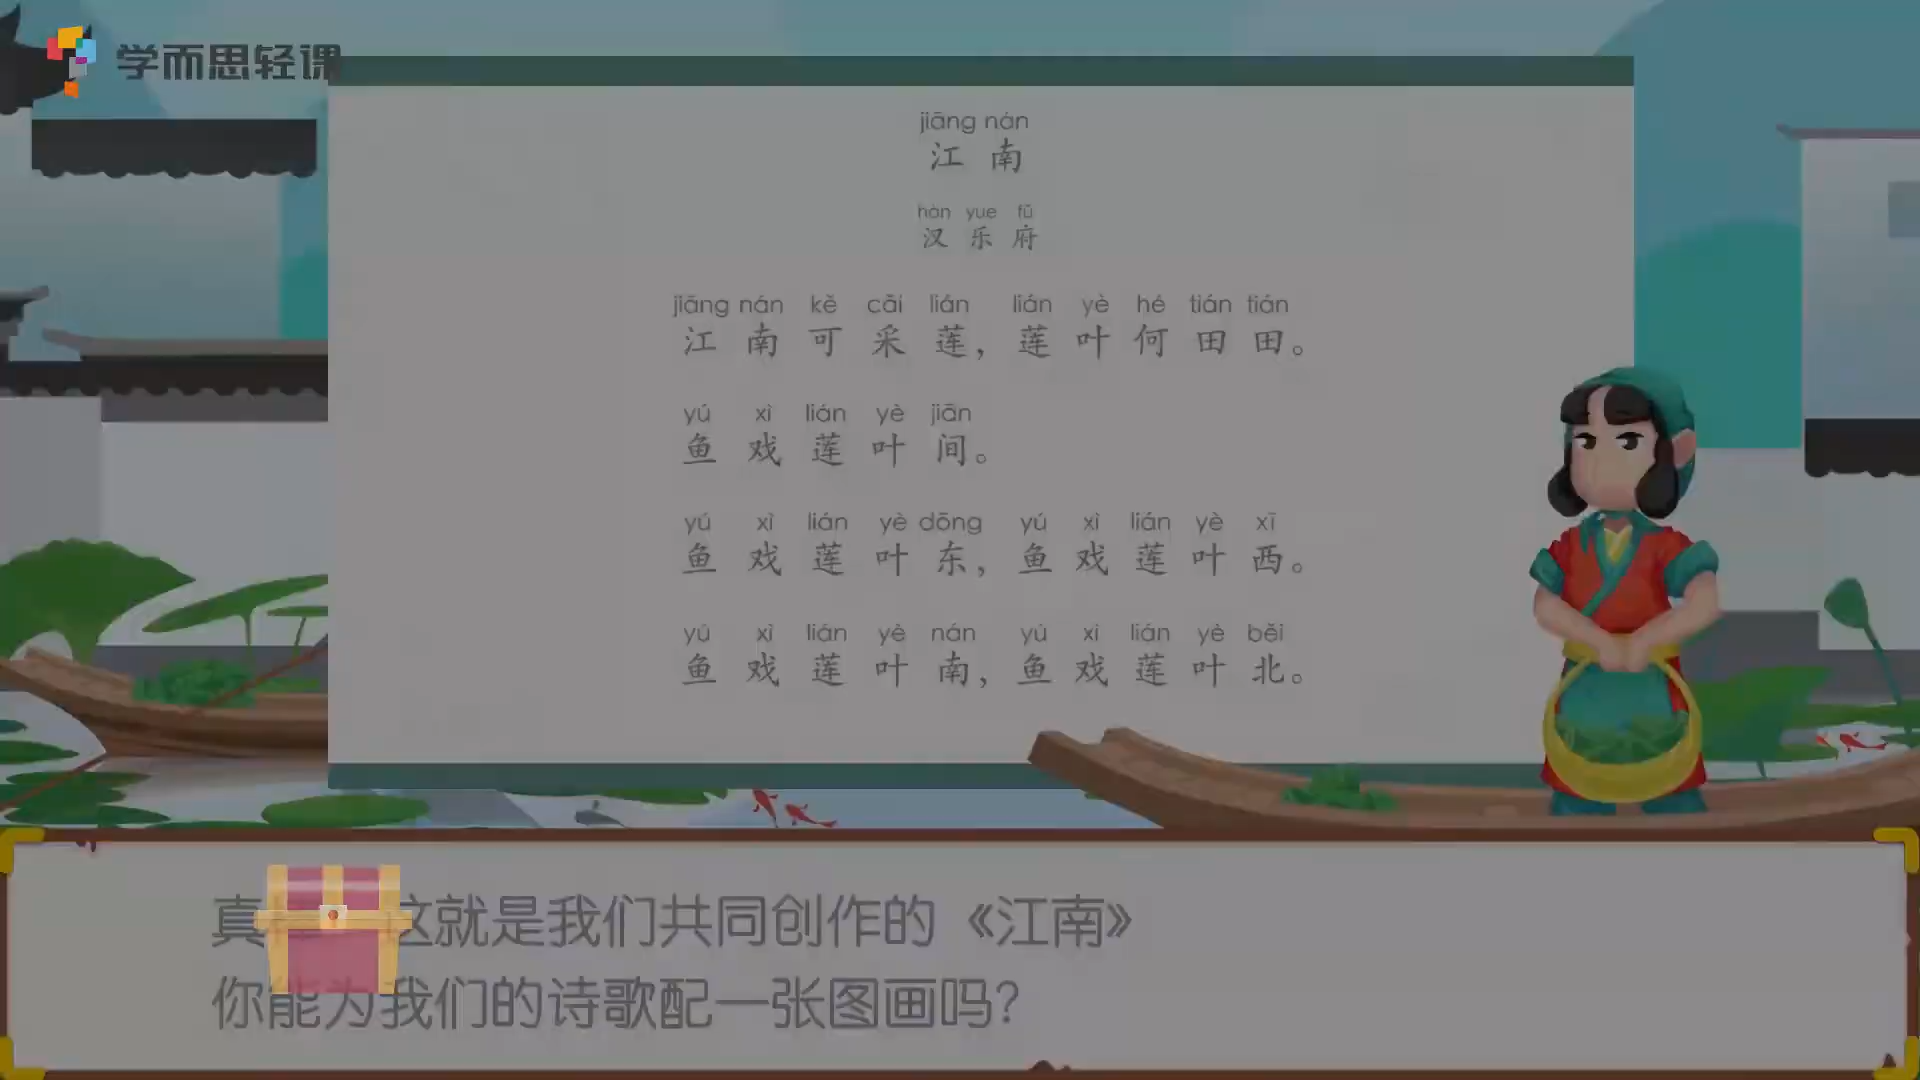 学而思轻课
jiāng nán
江南
hàn yuè fǔ
汉乐府
jiāng nán kě cǎi lián lián yè hé tián tián
江南可采莲，莲叶何田田。
yú xì lián yè jiān
鱼戏莲叶间。
yú xì lián yè dōng yú xì lián yè xī
鱼戏莲叶东，鱼戏莲叶西。
yú xì lián yè nán yú xì lián yè běi
鱼戏莲叶南，鱼戏莲叶北。
真 这就是我们共同创作的《江南》
你能为我们的诗歌配一张图画吗？